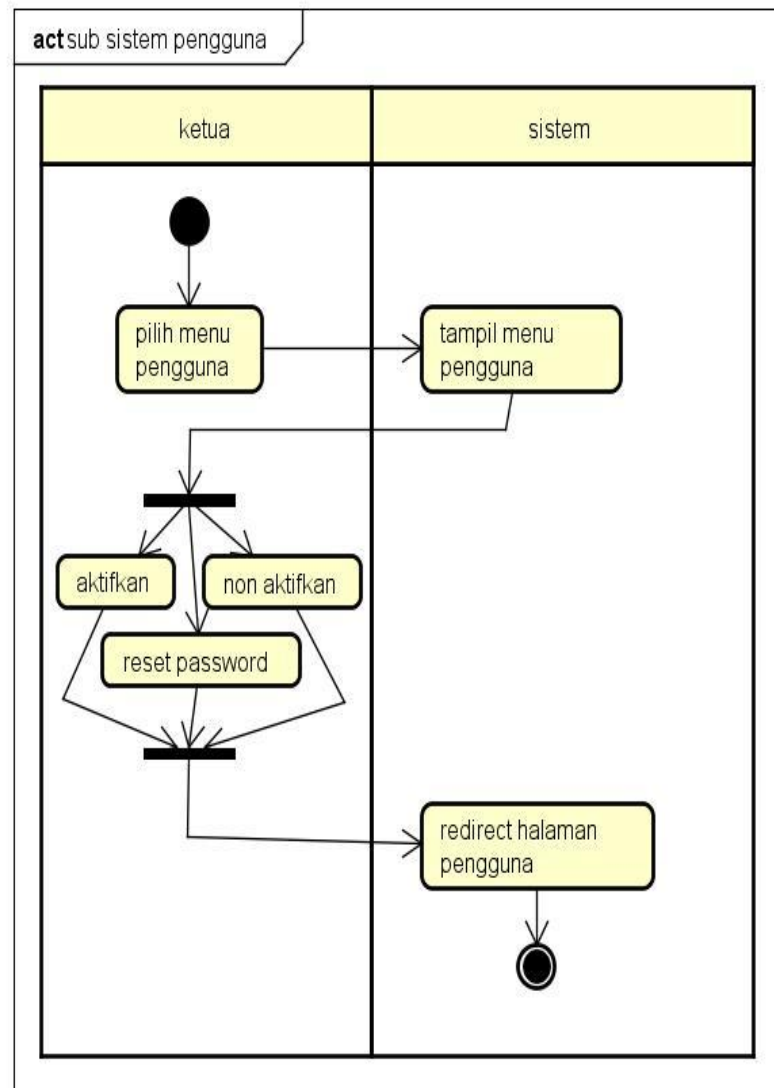 act sub sistem pengguna
ketua
sistem
pilih menu
pengguna
tampil menu
pengguna
aktifkan
non aktifkan
reset password
redirect halaman
pengguna